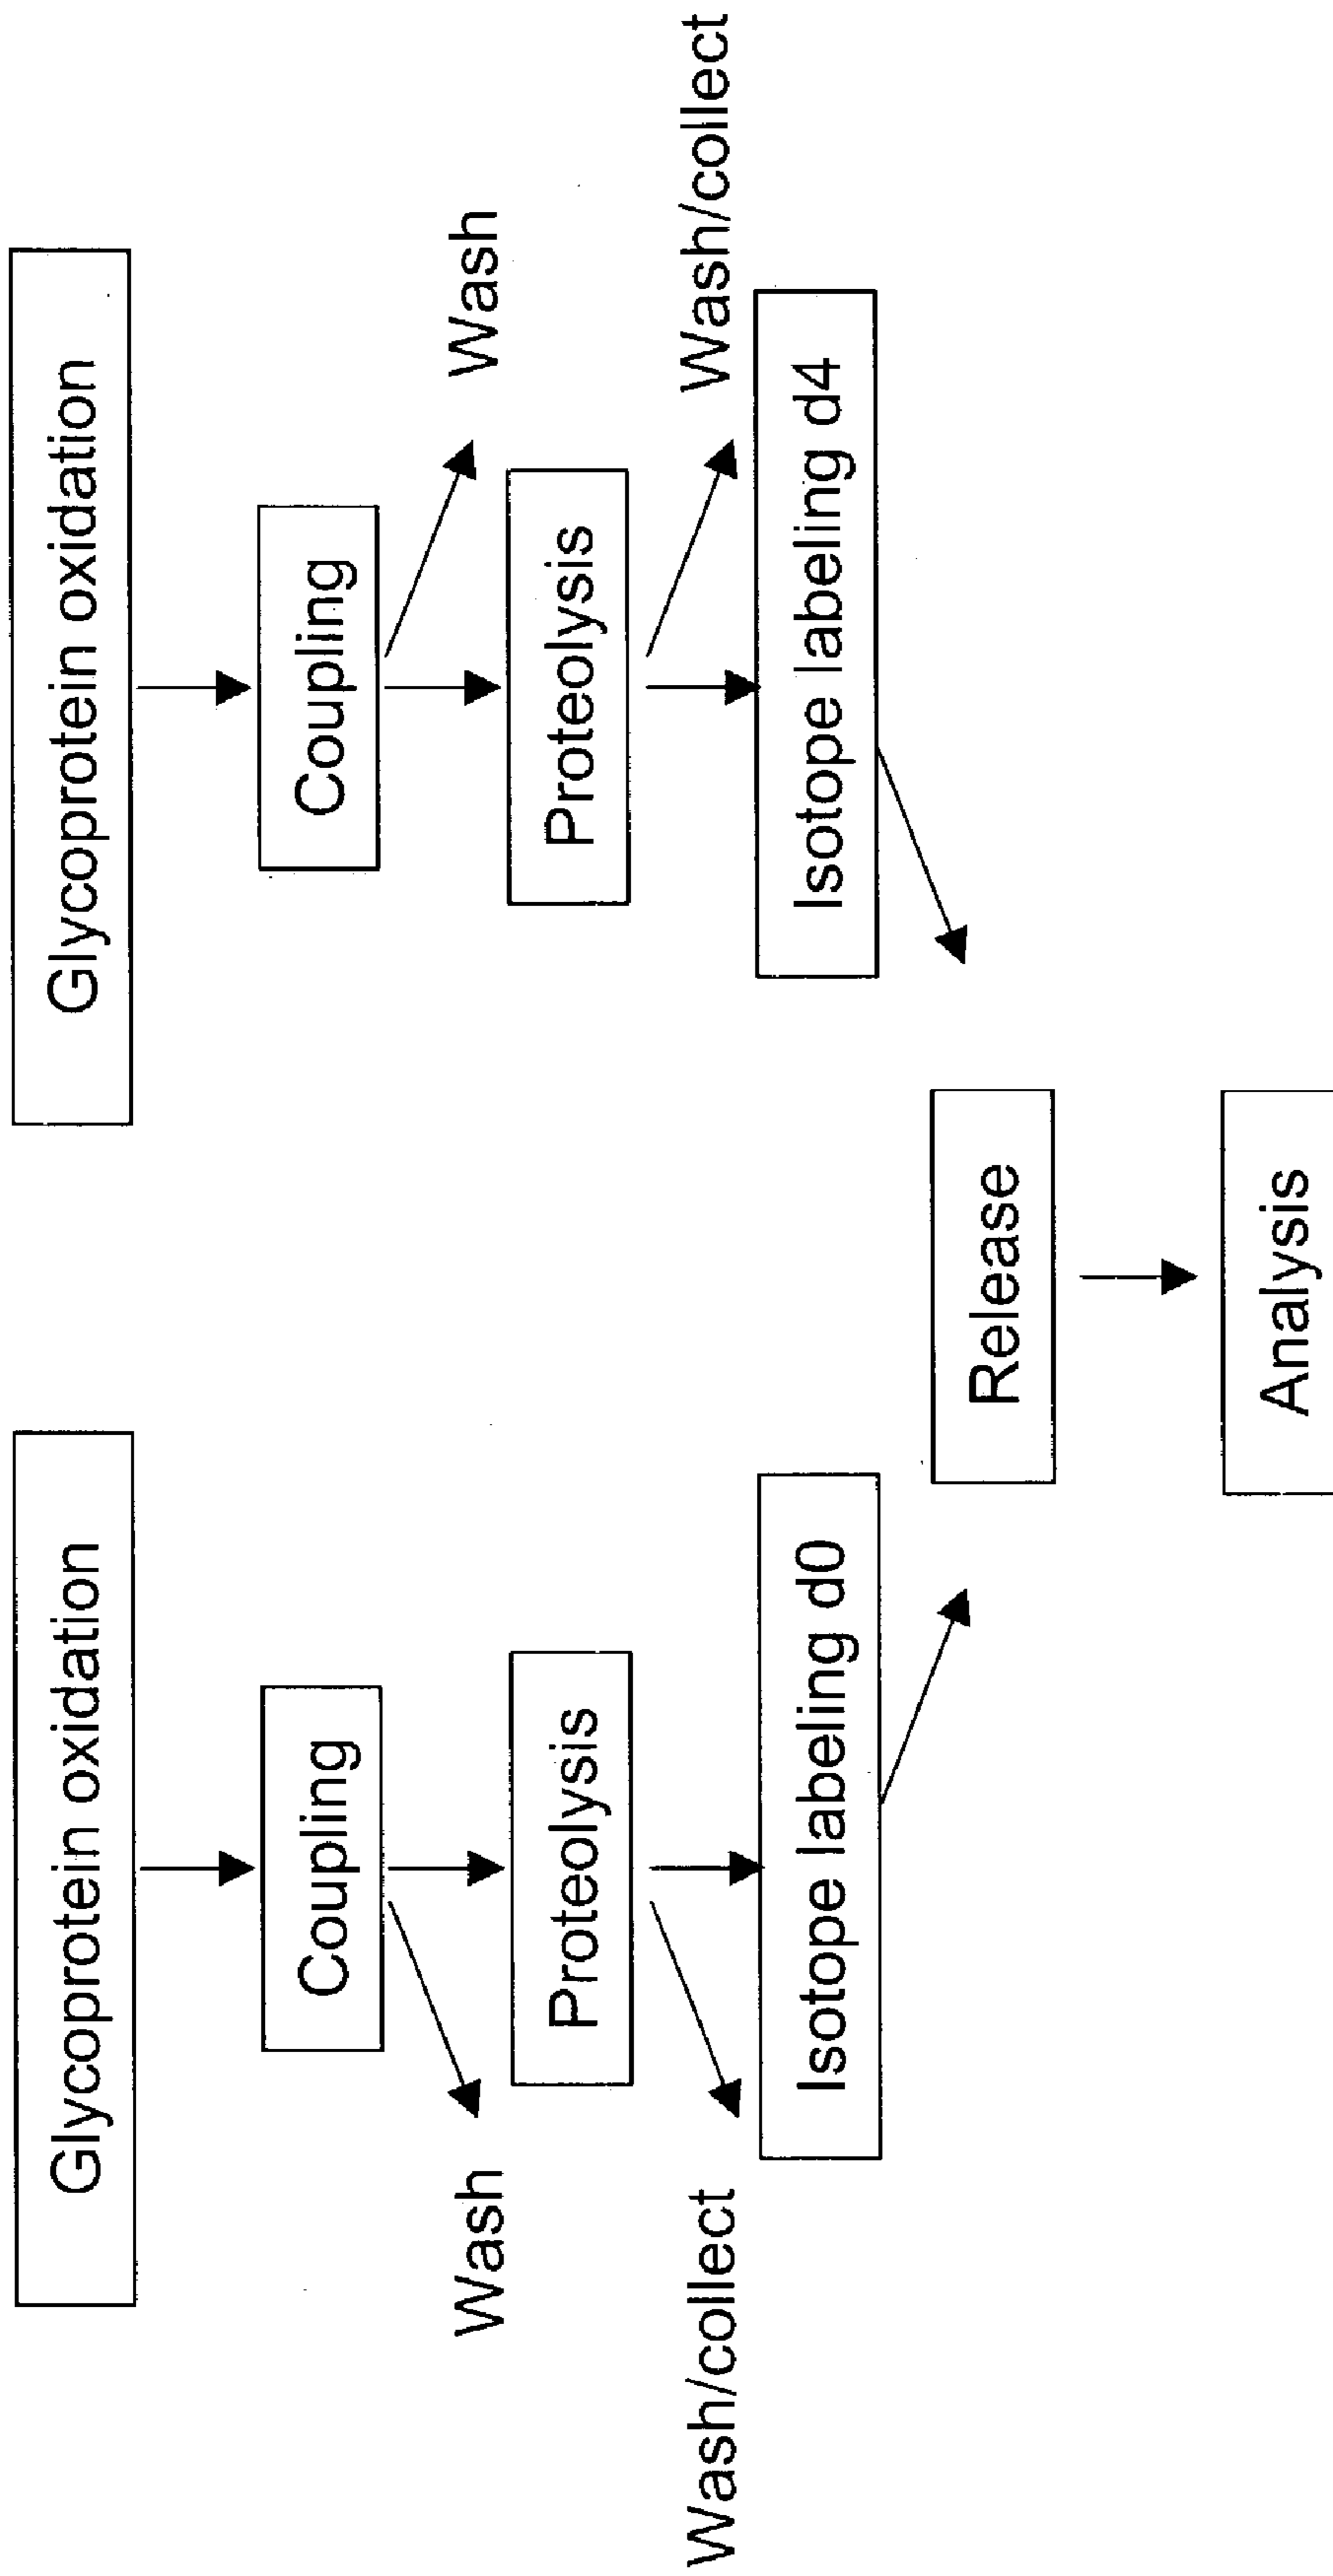 Glycoprotein oxidation
Glycoprotein oxidation
Coupling
Coupling
Wash
Wash
Proteolysis
Proteolysis
Wash/collect
Wash/collect
Isotope labeling d0
Isotope labeling d4
Release
Analysis